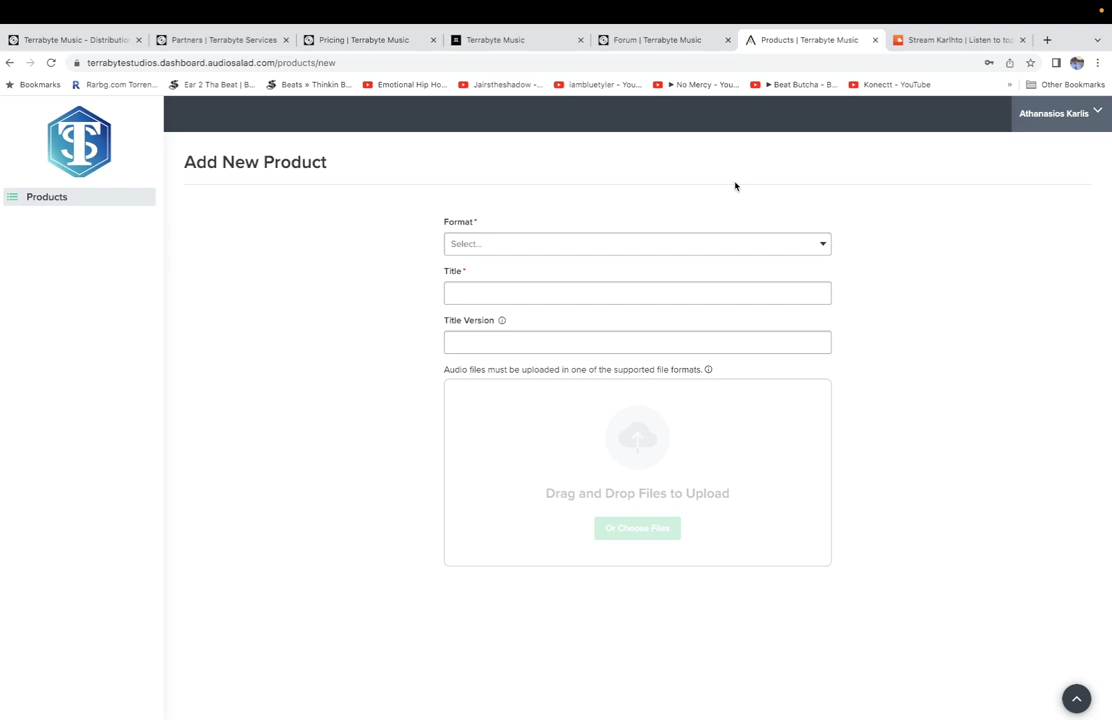 Terrabyte Music - Distributio
Partners | Terrabyte Services
Pricing | Terrabyte Music
Terrabyte Music
Forum | Terrabyte Music
Products | Terrabyte Music
Stream Karlhto | Listen to to
terrabytestudios.dashboard.audiosalad.com/products/new
Bookmarks
Rarbg.com Torren...
Ear 2 Tha Beat | B...
Beats » Thinkin B...
Emotional Hip Ho...
Jairstheshadow -...
iambluetyler - You...
► No Mercy - You...
► Beat Butcha - B...
Konectt - YouTube
»
Other Bookmarks
TS
Athanasios Karlis
Products
Add New Product
Format*
Select...
Title*
Title Version
Audio files must be uploaded in one of the supported file formats.
Drag and Drop Files to Upload
Or Choose Files